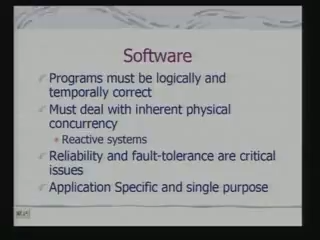 Software
Programs must be logically and
temporally correct
Must deal with inherent physical
concurrency
Reactive systems
Reliability and fault-tolerance are critical
issues
Application Specific and single purpose